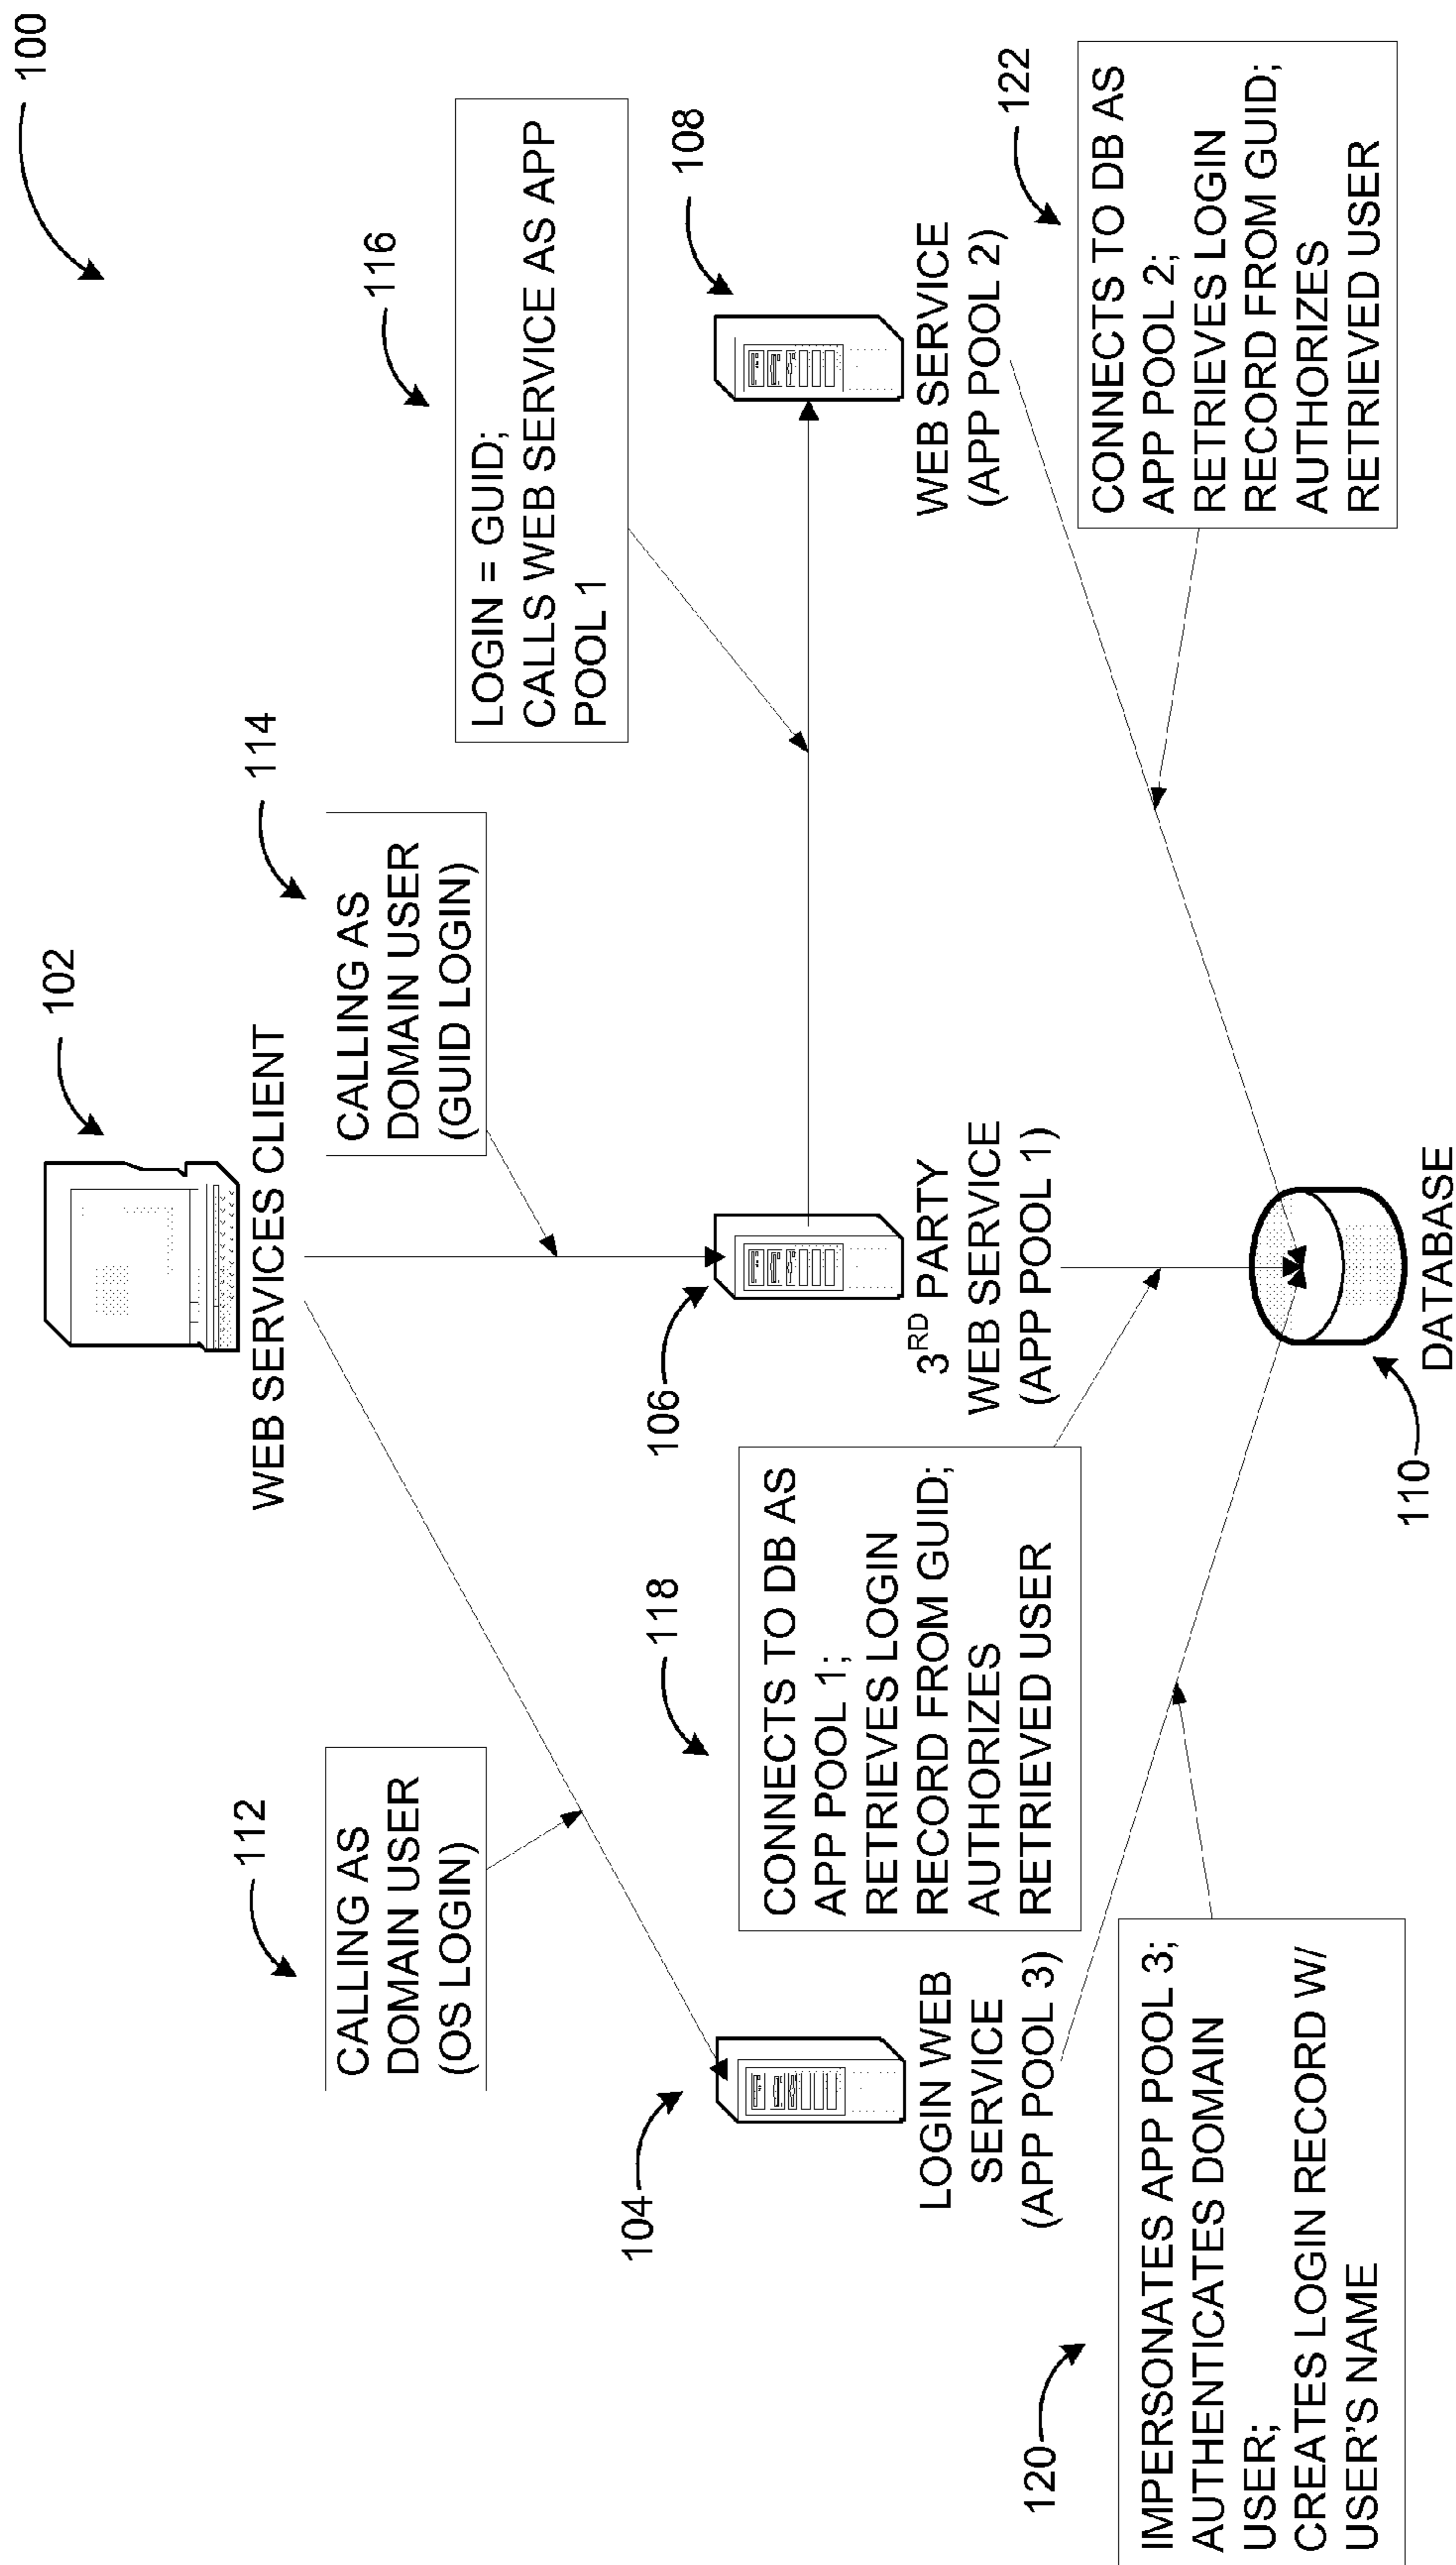 100
102
WEB SERVICES CLIENT
112
CALLING AS
DOMAIN USER
(OS LOGIN)
114
CALLING AS
DOMAIN USER
(GUID LOGIN)
116
LOGIN = GUID;
CALLS WEB SERVICE AS APP
POOL 1
104
LOGIN WEB
SERVICE
(APP POOL 3)
106
3RD PARTY
WEB SERVICE
(APP POOL 1)
108
WEB SERVICE
(APP POOL 2)
118
CONNECTS TO DB AS
APP POOL 1;
RETRIEVES LOGIN
RECORD FROM GUID;
AUTHORIZES
RETRIEVED USER
120
IMPERSONATES APP POOL 3;
AUTHENTICATES DOMAIN
USER;
CREATES LOGIN RECORD W/
USER'S NAME
122
CONNECTS TO DB AS
APP POOL 2;
RETRIEVES LOGIN
RECORD FROM GUID;
AUTHORIZES
RETRIEVED USER
110
DATABASE